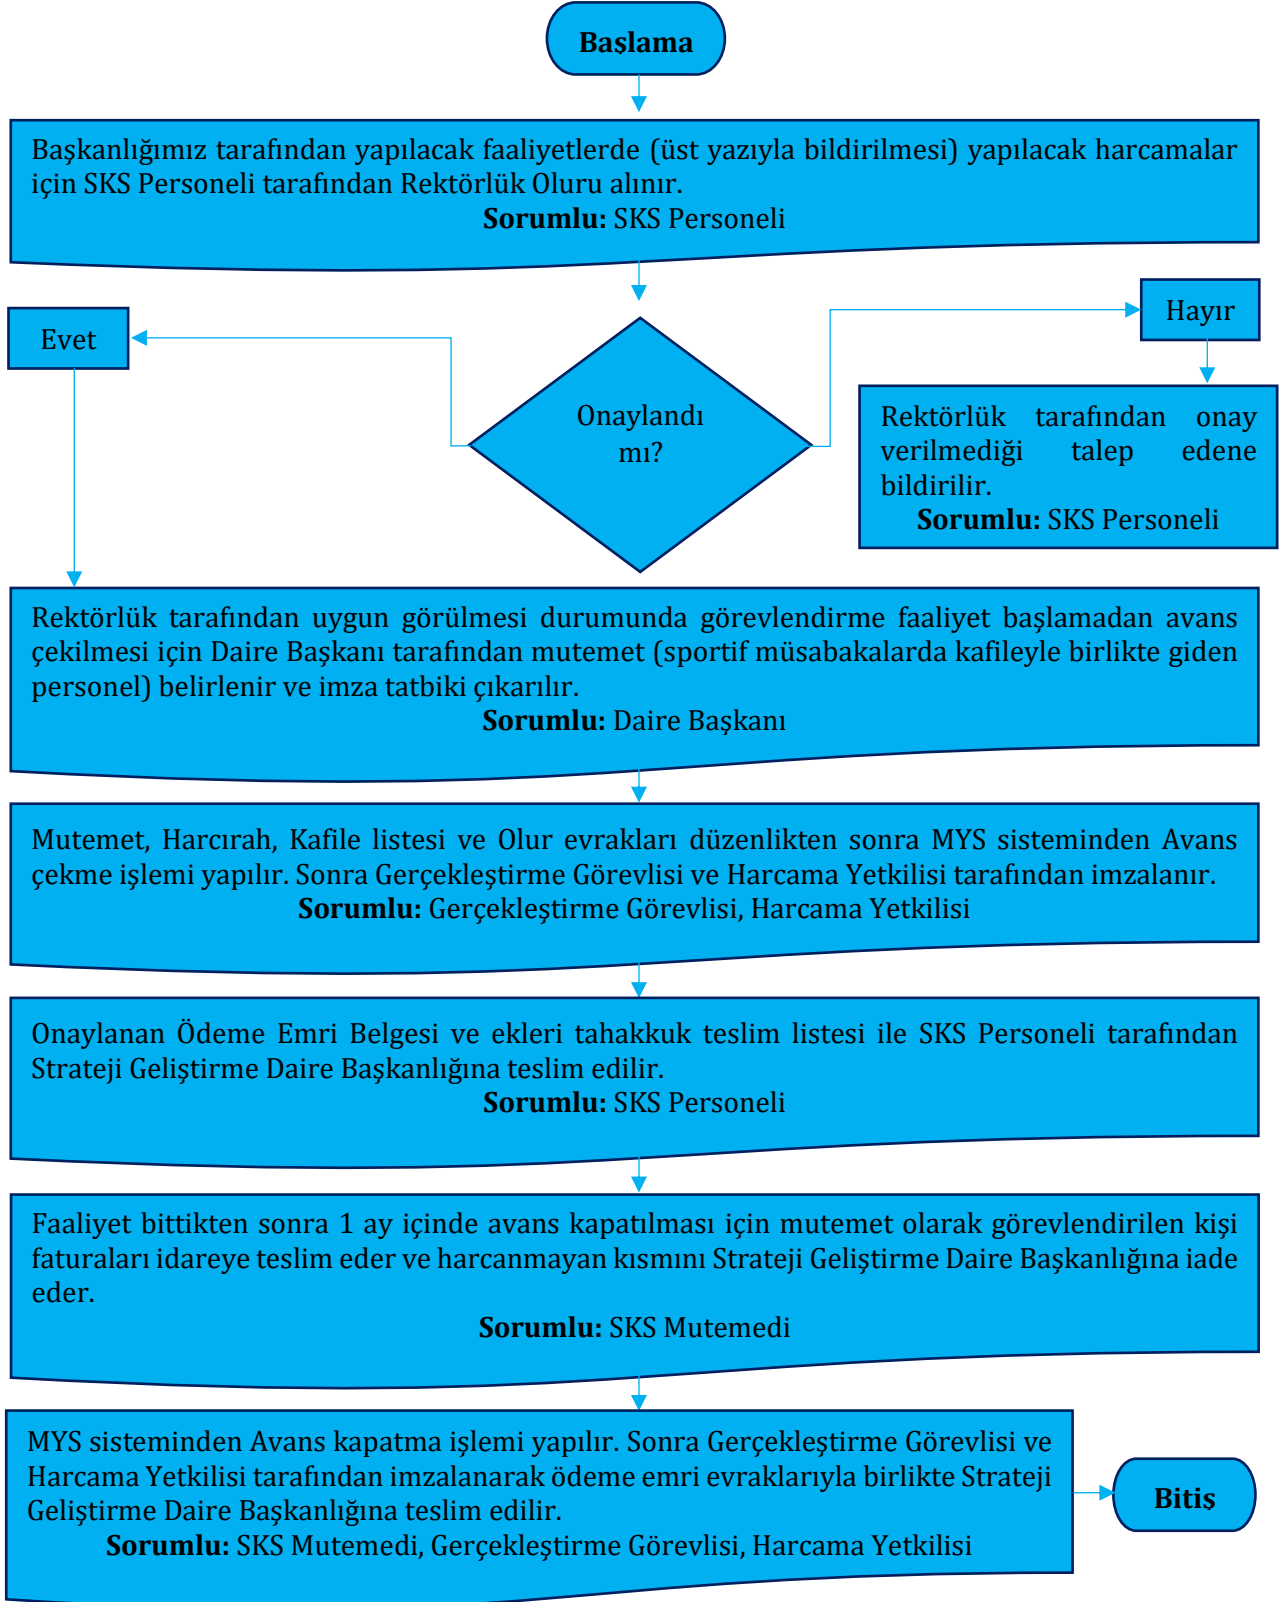 Başlama
Başkanlığımız tarafından yapılacak faaliyetlerde (üst yazıyla bildirilmesi) yapılacak harcamalar
için SKS Personeli tarafından Rektörlük Oluru alınır.
Sorumlu: SKS Personeli
Evet
Hayır
Onaylandı
mı?
Rektörlük tarafından onay
verilmediği talep edene
bildirilir.
Sorumlu: SKS Personeli
Rektörlük tarafından uygun görülmesi durumunda görevlendirme faaliyet başlamadan avans
çekilmesi için Daire Başkanı tarafından mutemet (sportif müsabakalarda kafileyle birlikte giden
personel) belirlenir ve imza tatbiki çıkarılır.
Sorumlu: Daire Başkanı
Mutemet, Harcırah, Kafile listesi ve Olur evrakları düzenlikten sonra MYS sisteminden Avans
çekme işlemi yapılır. Sonra Gerçekleştirme Görevlisi ve Harcama Yetkilisi tarafından imzalanır.
Sorumlu: Gerçekleştirme Görevlisi, Harcama Yetkilisi
Onaylanan Ödeme Emri Belgesi ve ekleri tahakkuk teslim listesi ile SKS Personeli tarafından
Strateji Geliştirme Daire Başkanlığına teslim edilir.
Sorumlu: SKS Personeli
Faaliyet bittikten sonra 1 ay içinde avans kapatılması için mutemet olarak görevlendirilen kişi
faturaları idareye teslim eder ve harcanmayan kısmını Strateji Geliştirme Daire Başkanlığına iade
eder.
Sorumlu: SKS Mutemedi
MYS sisteminden Avans kapatma işlemi yapılır. Sonra Gerçekleştirme Görevlisi ve
Harcama Yetkilisi tarafından imzalanarak ödeme emri evraklarıyla birlikte Strateji
Geliştirme Daire Başkanlığına teslim edilir.
Sorumlu: SKS Mutemedi, Gerçekleştirme Görevlisi, Harcama Yetkilisi
Bitiş